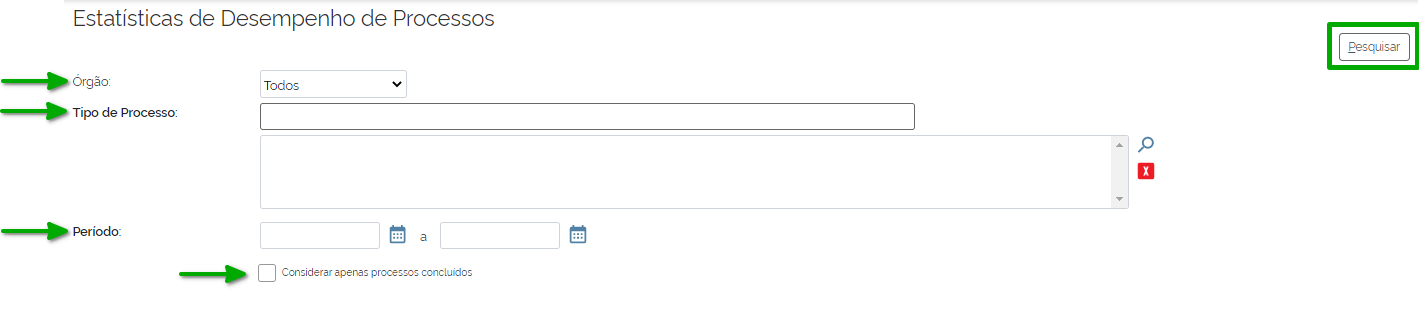 Estatísticas de Desempenho de Processos
Pesquisar
Órgão:
Todos
Tipo de Processo:
Período:
a
Considerar apenas processos concluídos